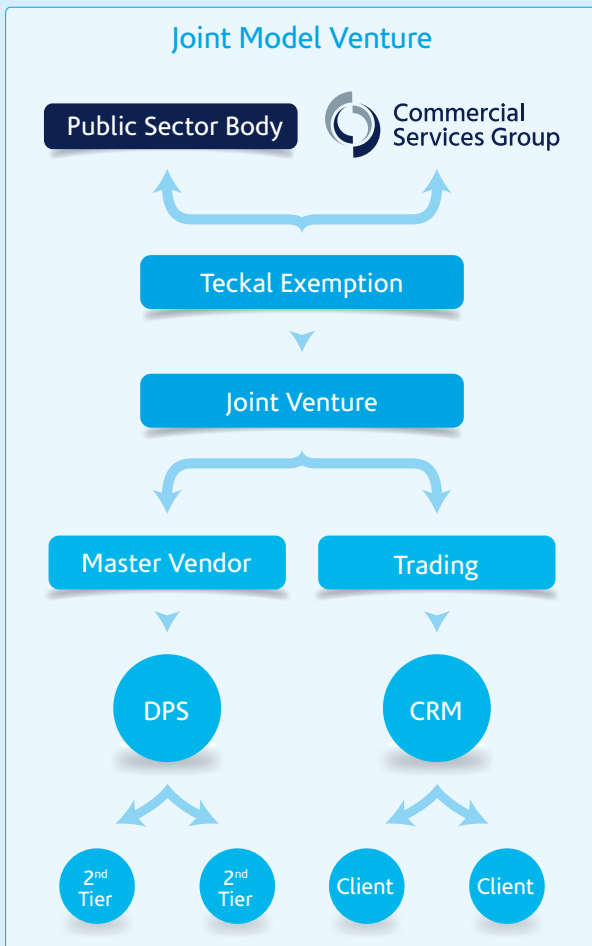 Joint Model Venture
Public Sector Body
Commercial
Services Group
Teckal Exemption
Joint Venture
Master Vendor
Trading
DPS
CRM
2nd
Tier
2nd
Tier
Client
Client